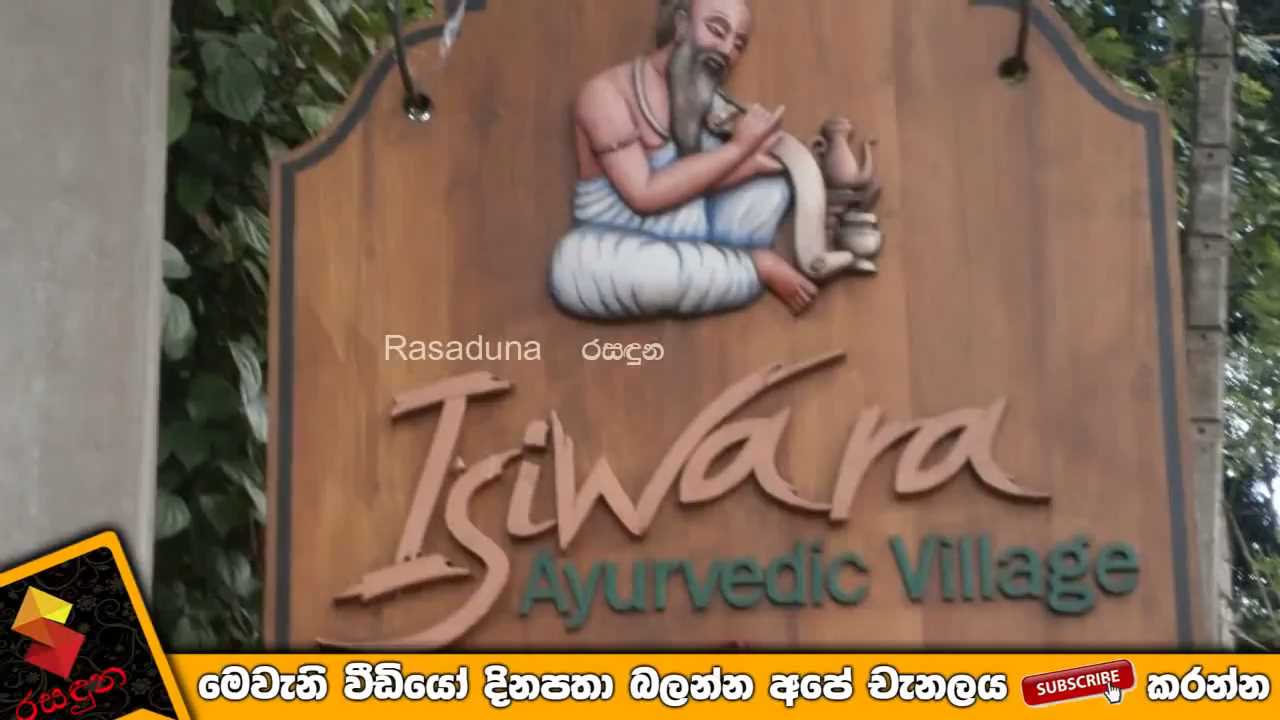 Rasaduna රසඳුන
Isiwara
Ayurvedic Village
රසඳුන
මෙවැනි වීඩියෝ දිනපතා බලන්න අපේ චැනලය SUBSCRIBE කරන්න